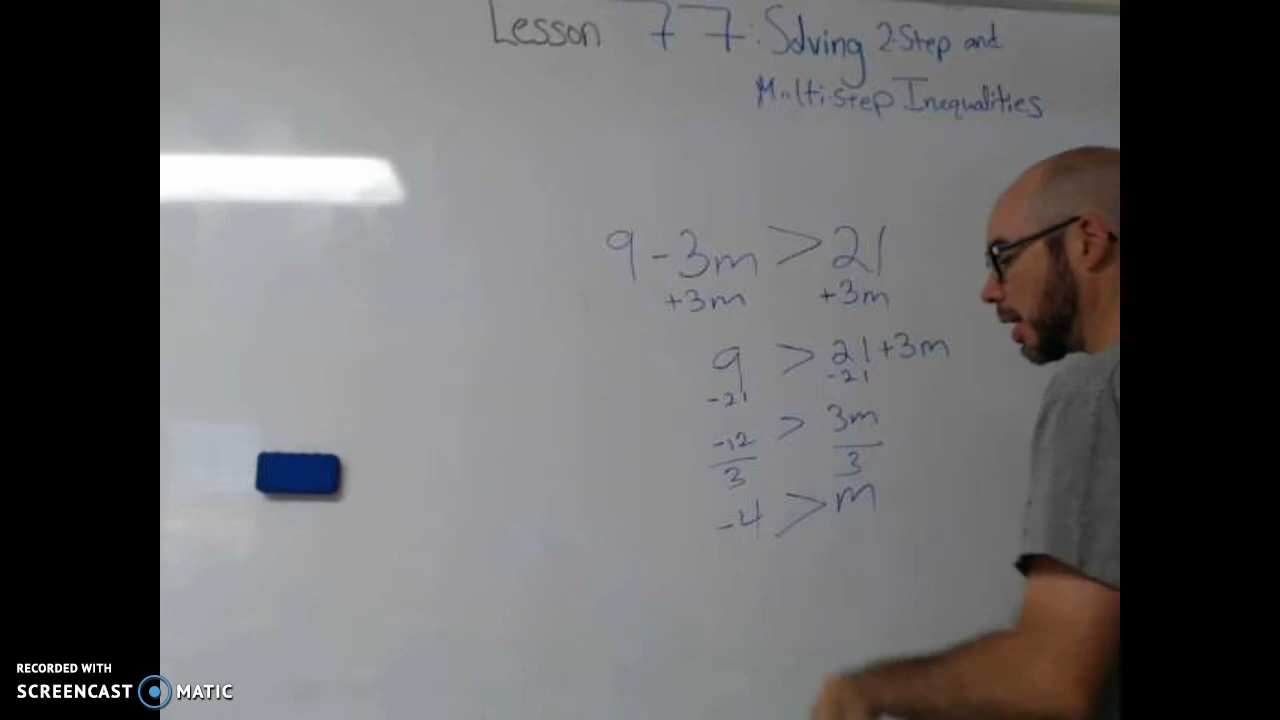 Lesson 77: Solving 2-Step and
Multi-step Inequalities
9 - 3m > 21
+3m +3m
9 > 21 + 3m
-21 -21
-12 > 3m
3 3
-4 > m
RECORDED WITH
SCREENCAST MATIC